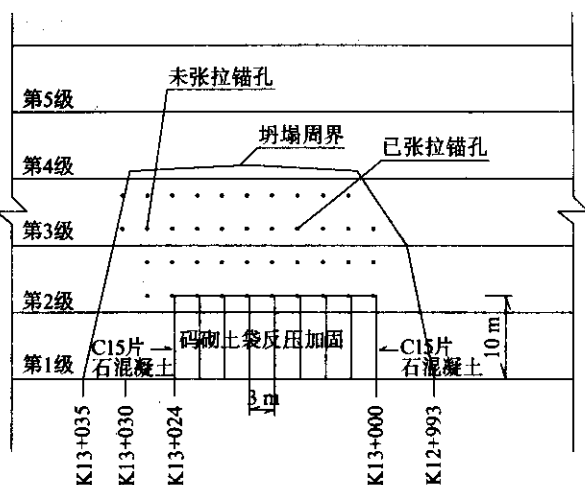 第5级
未张拉锚孔
坍塌周界
第4级
已张拉锚孔
第3级
第2级
C15片
石混凝土
码砌土袋反压加固
C15片
石混凝土
10 m
第1级
3 m
K13+035
K13+030
K13+024
K13+000
K12+993